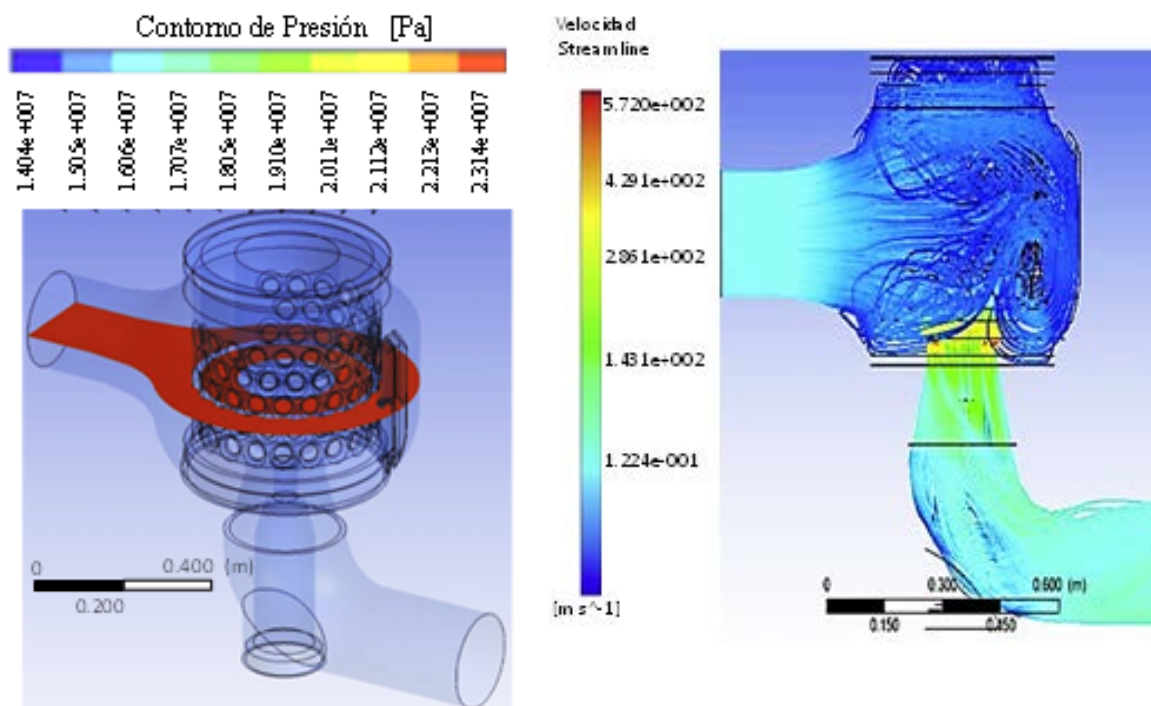 Contorno de Presión [Pa]
1.404e+007
1.505e+007
1.606e+007
1.707e+007
1.805e+007
1.910e+007
2.011e+007
2.112e+007
2.213e+007
2.314e+007
0 0.400 (m)
0.200
Velocidad
Streamline
5.720e+002
4.291e+002
2.861e+002
1.431e+002
1.224e-001
[m s^-1]
0 0.300 0.600 (m)
0.150 0.450